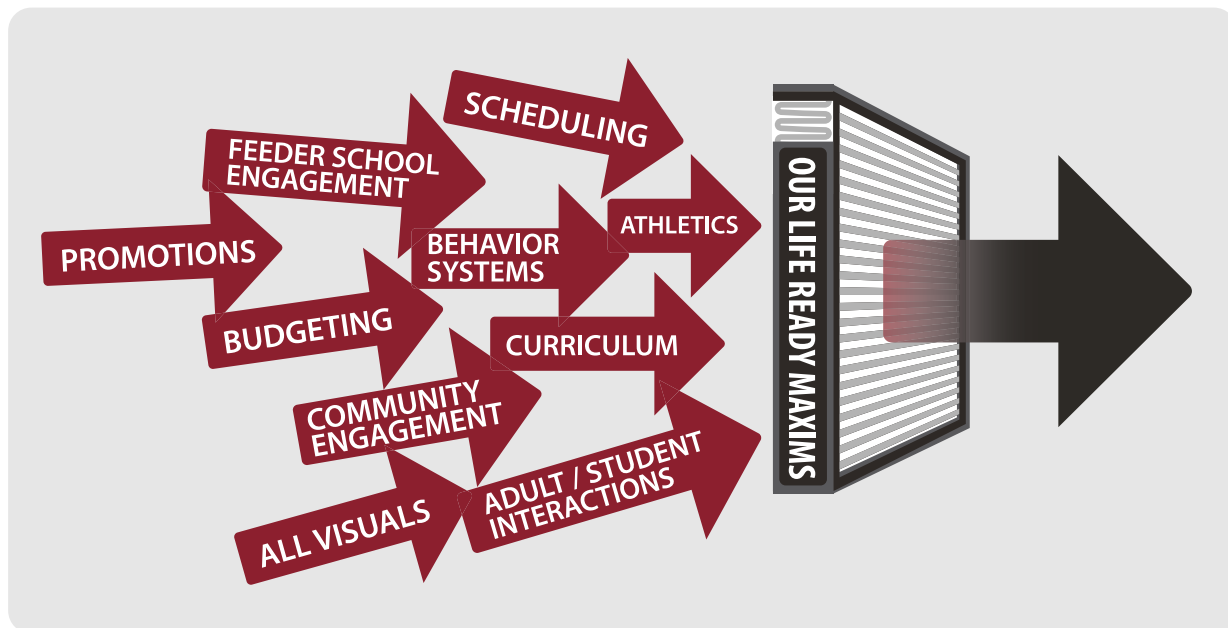 SCHEDULING
FEEDER SCHOOL
ENGAGEMENT
PROMOTIONS
BEHAVIOR
SYSTEMS
ATHLETICS
BUDGETING
CURRICULUM
COMMUNITY
ENGAGEMENT
ADULT / STUDENT
INTERACTIONS
ALL VISUALS
OUR LIFE READY MAXIMS